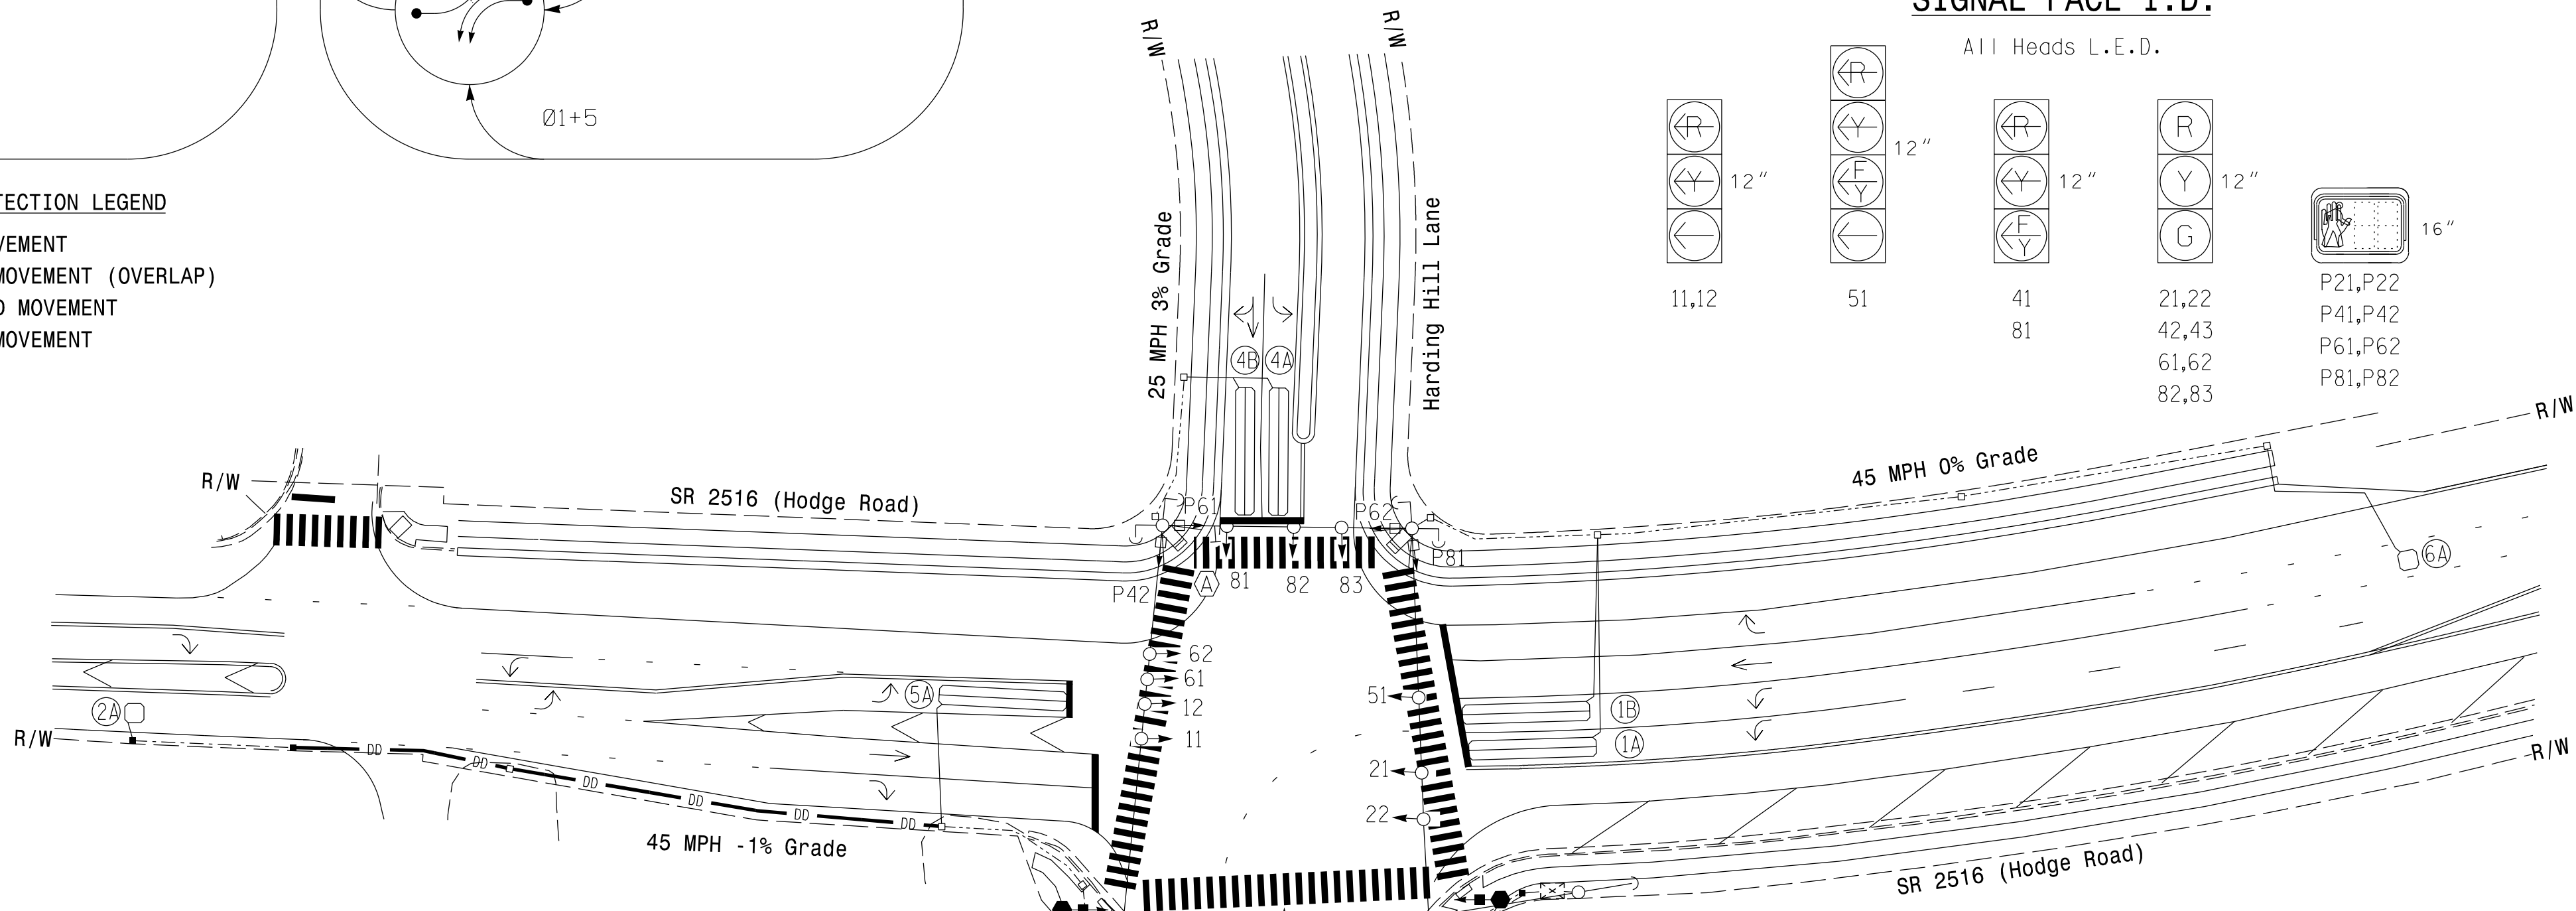 SIGNAL FACE I.D.
All Heads L.E.D.
Ø1+5
TECTION LEGEND
VEMENT
MOVEMENT (OVERLAP)
D MOVEMENT
MOVEMENT
R
Y
12"
11,12
R
Y
F
Y
12"
51
R
Y
F
Y
12"
41
81
R
Y
G
12"
21,22
42,43
61,62
82,83
16"
P21,P22
P41,P42
P61,P62
P81,P82
R/W
R/W
25 MPH 3% Grade
Harding Hill Lane
4B
4A
R/W
SR 2516 (Hodge Road)
45 MPH 0% Grade
R/W
P61
P62
P81
P42
A
81
82
83
6A
62
61
12
11
51
21
22
5A
1B
1A
2A
R/W
DD
DD
DD
DD
DD
DD
45 MPH -1% Grade
R/W
SR 2516 (Hodge Road)
X